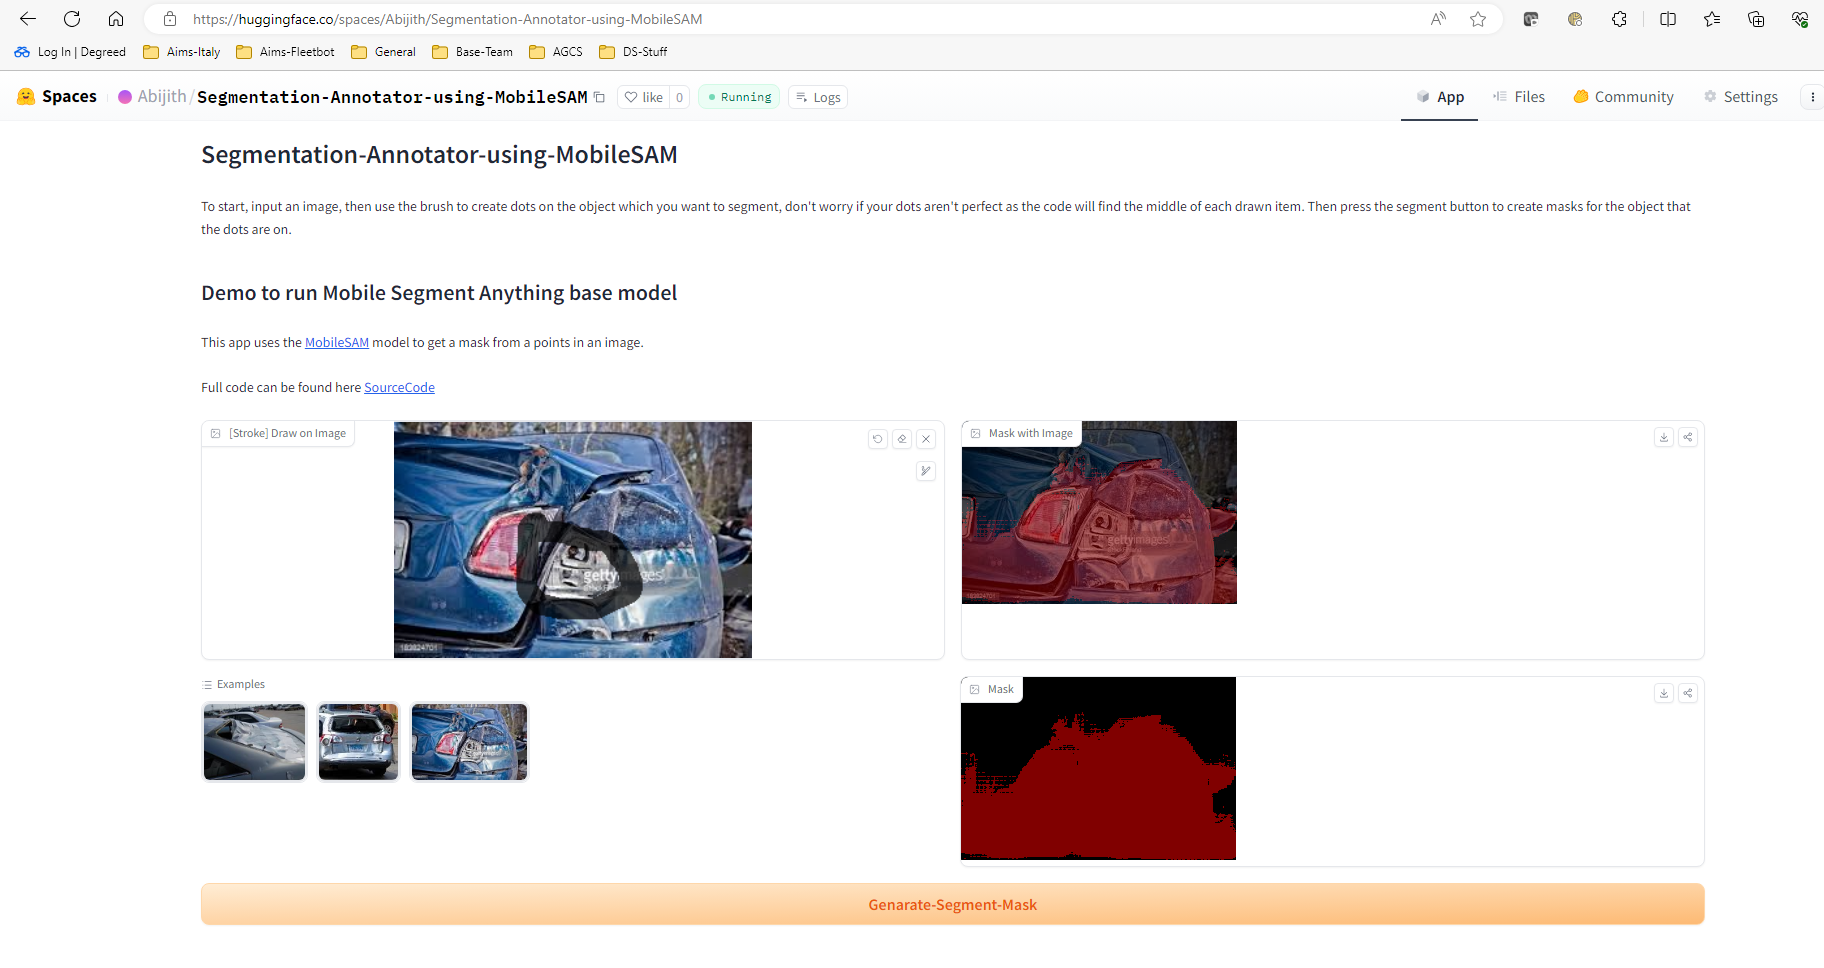 https://huggingface.co/spaces/Abijith/Segmentation-Annotator-using-MobileSAM
Log In | Degreed Aims-Italy Aims-Fleetbot General Base-Team AGCS DS-Stuff
Spaces Abijith/Segmentation-Annotator-using-MobileSAM like 0 Running Logs App Files Community Settings
Segmentation-Annotator-using-MobileSAM
To start, input an image, then use the brush to create dots on the object which you want to segment, don't worry if your dots aren't perfect as the code will find the middle of each drawn item. Then press the segment button to create masks for the object that
the dots are on.
Demo to run Mobile Segment Anything base model
This app uses the MobileSAM model to get a mask from a points in an image.
Full code can be found here SourceCode
[Stroke] Draw on Image
gettyimages
183824701
Mask with Image
gettyimages
Examples
Mask
Genarate-Segment-Mask